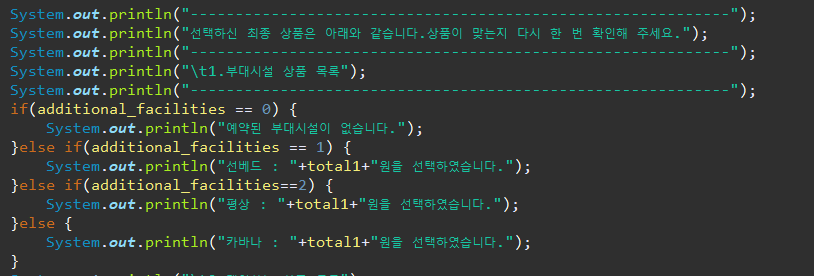 System.out.println("-----------------------------------------------------------");
System.out.println("선택하신 최종 상품은 아래와 같습니다.상품이 맞는지 다시 한 번 확인해 주세요.");
System.out.println("-----------------------------------------------------------");
System.out.println("\t1.부대시설 상품 목록");
System.out.println("-----------------------------------------------------------");
if(additional_facilities == 0) {
    System.out.println("예약된 부대시설이 없습니다.");
}else if(additional_facilities == 1) {
    System.out.println("선베드 : "+total1+"원을 선택하였습니다.");
}else if(additional_facilities==2) {
    System.out.println("평상 : "+total1+"원을 선택하였습니다.");
}else {
    System.out.println("카바나 : "+total1+"원을 선택하였습니다.");
}